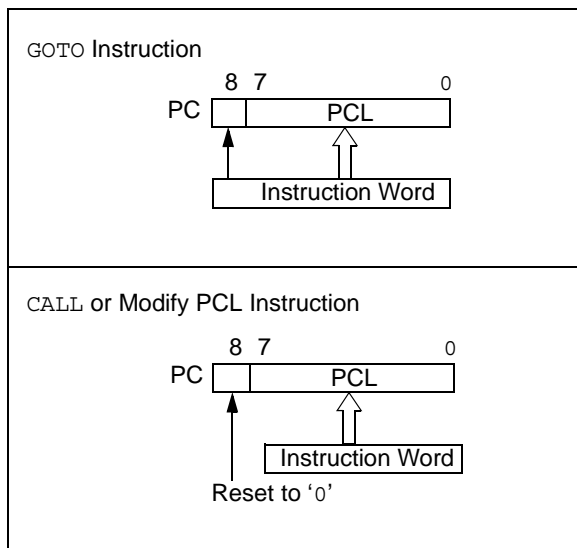 GOTO Instruction
8 7 0
PC PCL
Instruction Word
CALL or Modify PCL Instruction
8 7 0
PC PCL
Instruction Word
Reset to ‘0’